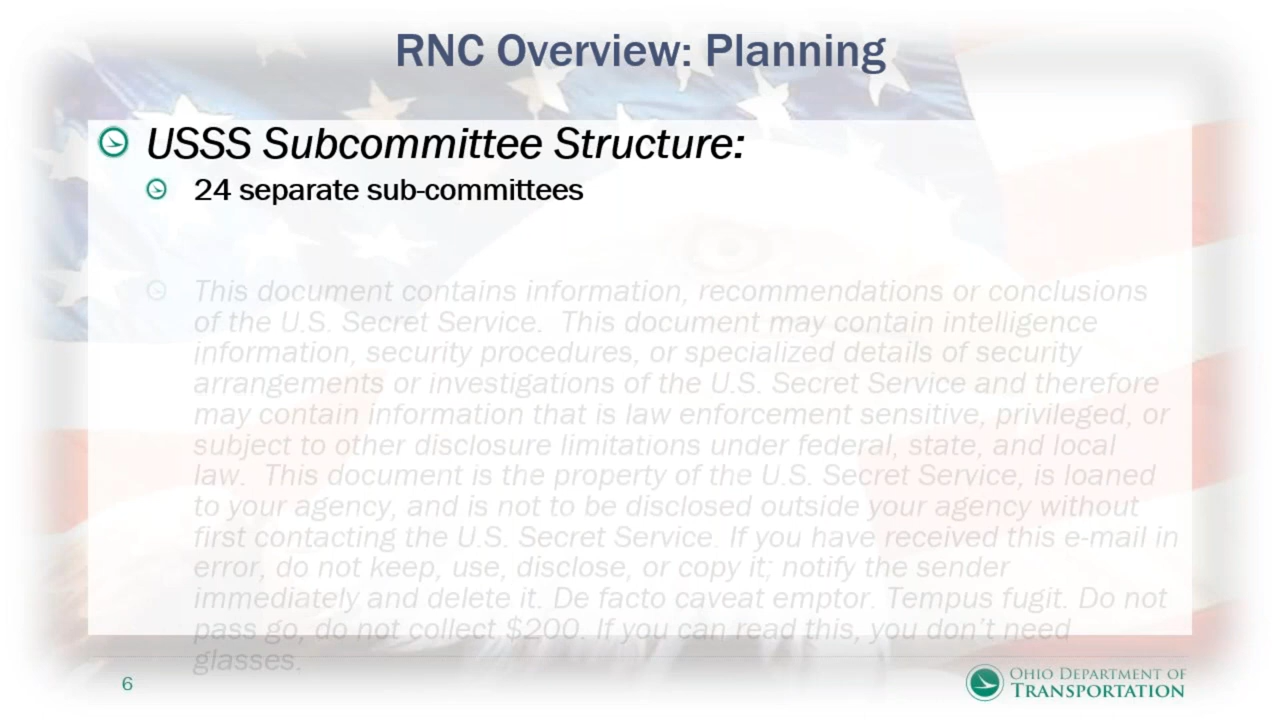 RNC Overview: Planning
USSS Subcommittee Structure:
24 separate sub-committees
This document contains information, recommendations or conclusions
of the U.S. Secret Service.  This document may contain intelligence
information, security procedures, or specialized details of security
arrangements or investigations of the U.S. Secret Service and therefore
may contain information that is law enforcement sensitive, privileged, or
subject to other disclosure limitations under federal, state, and local
law.  This document is the property of the U.S. Secret Service, is loaned
to your agency, and is not to be disclosed outside your agency without
first contacting the U.S. Secret Service. If you have received this e-mail in
error, do not keep, use, disclose, or copy it; notify the sender
immediately and delete it. De facto caveat emptor. Tempus fugit. Do not
pass go, do not collect $200. If you can read this, you don't need
glasses.
6
OHIO DEPARTMENT OF
TRANSPORTATION